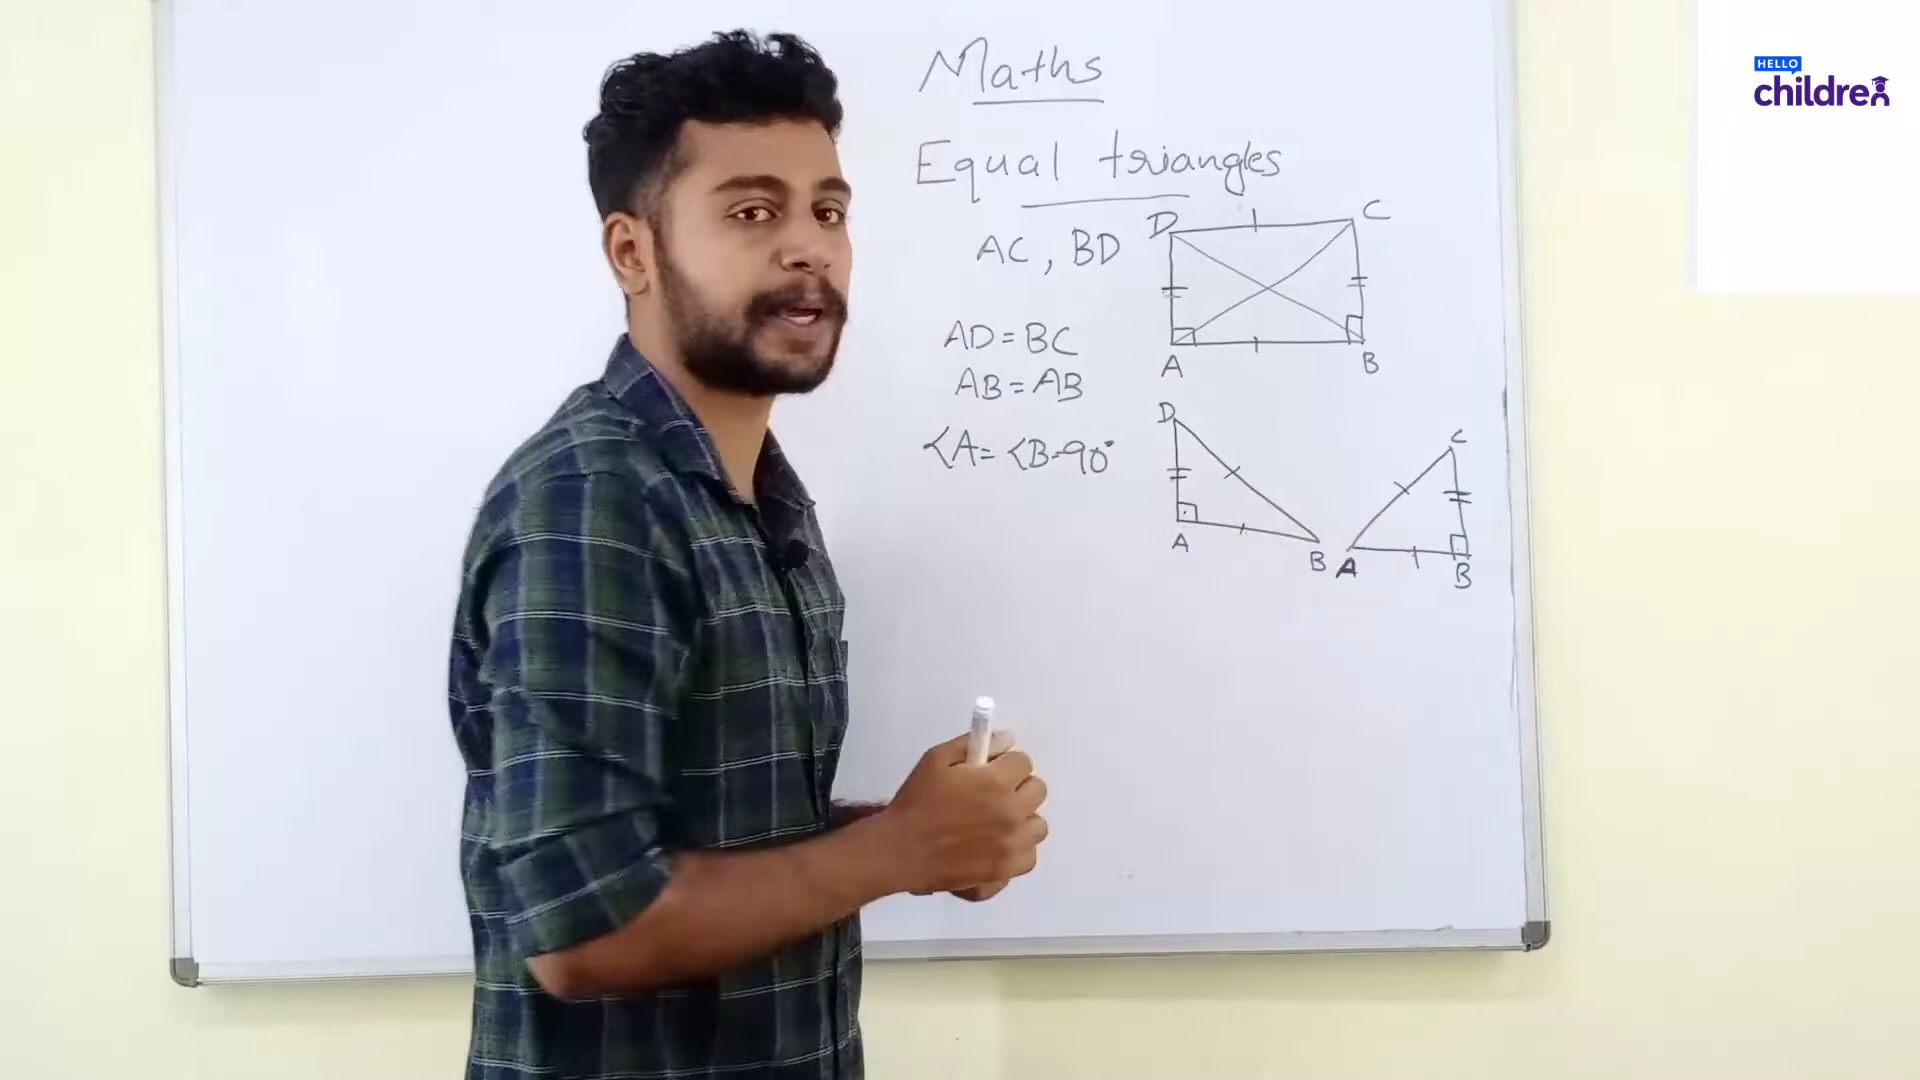 HELLO
children
Maths
Equal triangles
AC, BD
D C
A B
AD = BC
AB = AB
<A = <B=90°
D
A B
C
A B